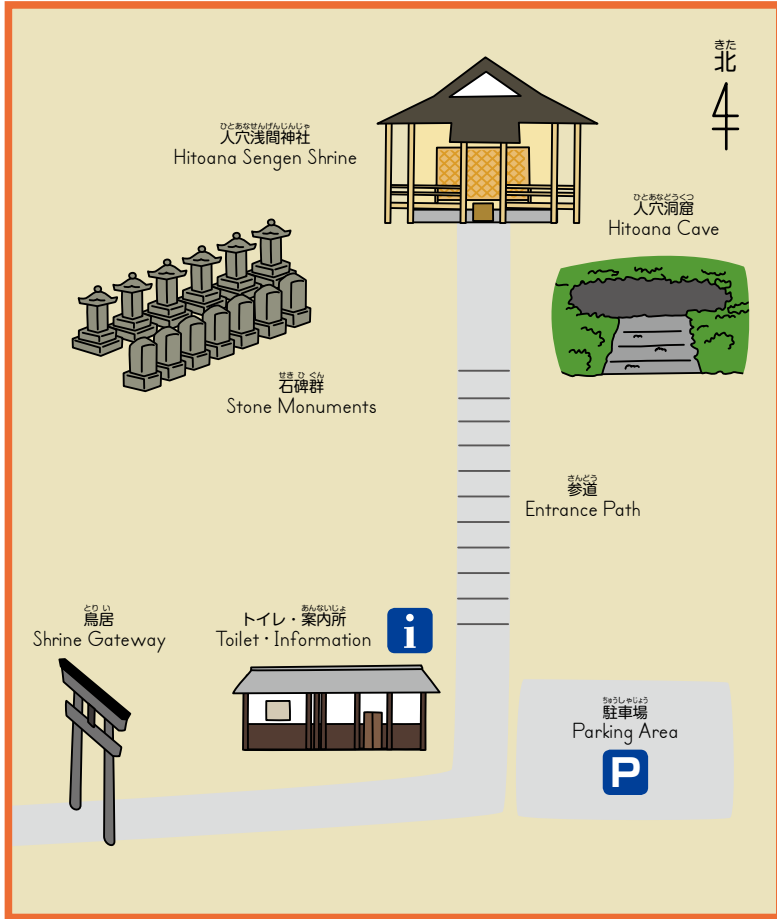 きた
北
ひとあなせんげんじんじゃ
人穴浅間神社
Hitoana Sengen Shrine
ひとあなどうくつ
人穴洞窟
Hitoana Cave
せき ひ ぐん
石碑群
Stone Monuments
さんどう
参道
Entrance Path
とり い
鳥居
Shrine Gateway
あんないじょ
トイレ・案内所
Toilet・Information
i
ちゅうしゃじょう
駐車場
Parking Area
P